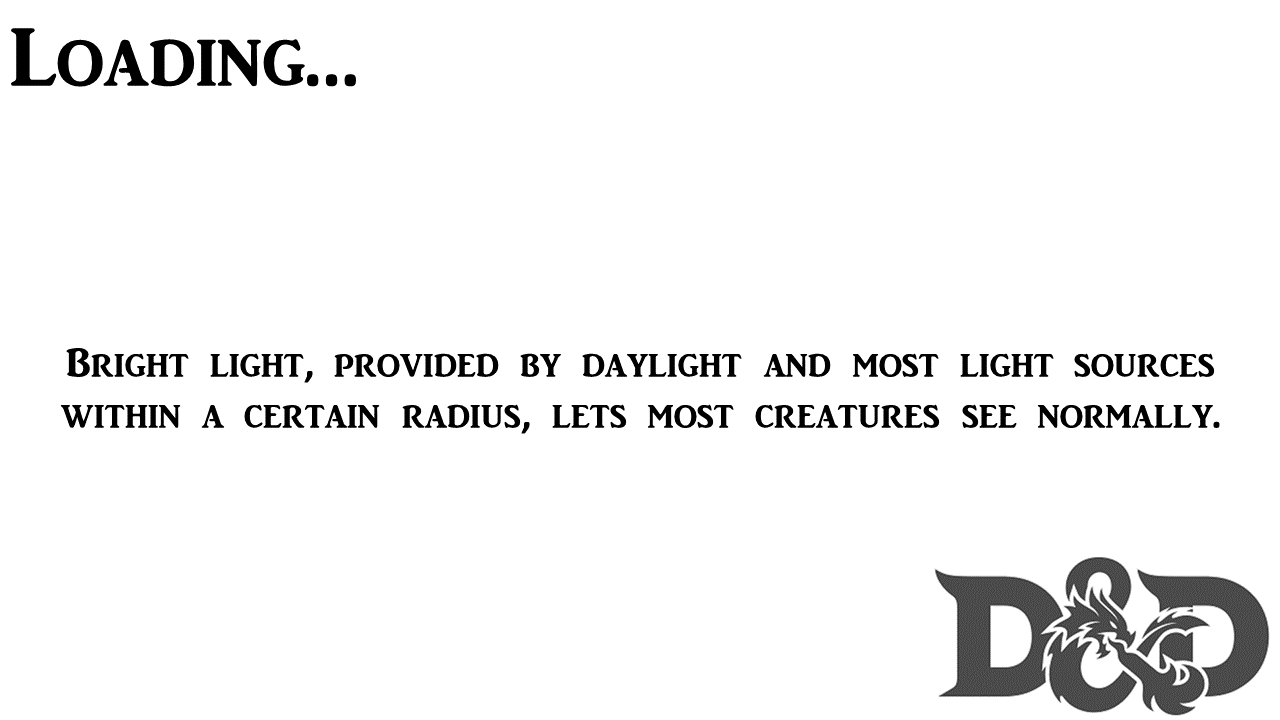 Loading...
Bright light, provided by daylight and most light sources
within a certain radius, lets most creatures see normally.
D&D